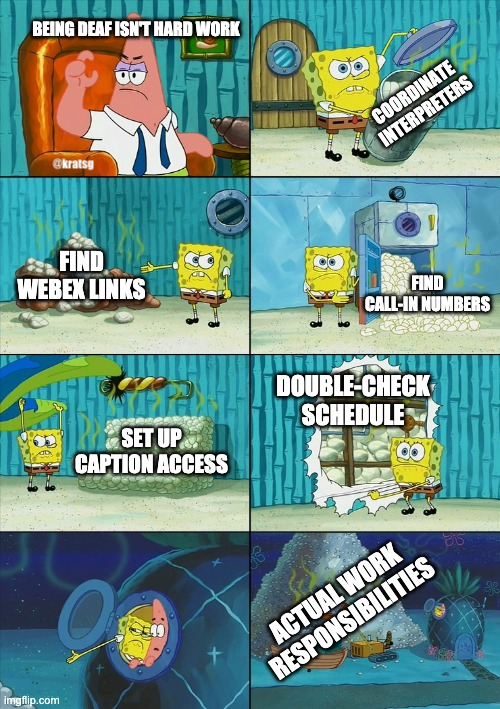 BEING DEAF ISN'T HARD WORK
@kratsg
COORDINATE
INTERPRETERS
FIND
WEBEX LINKS
FIND
CALL-IN NUMBERS
SET UP
CAPTION ACCESS
DOUBLE-CHECK
SCHEDULE
ACTUAL WORK
RESPONSIBILITIES
imgflip.com